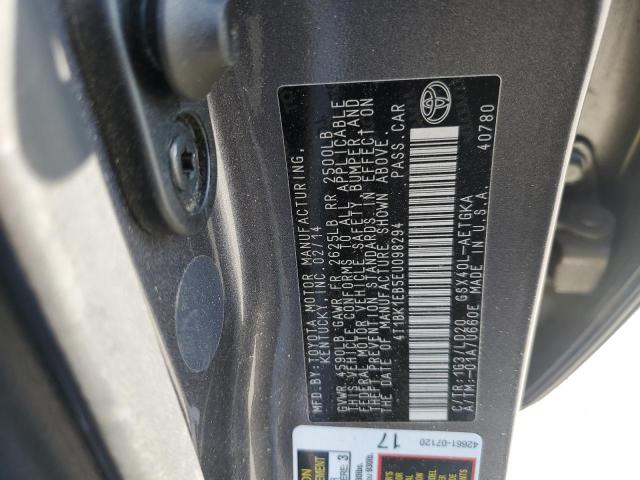 MFD.BY:TOYOTA MOTOR MANUFACTURING,
KENTUCKY,INC. 02/14
GVWR 4590LB GAWR FR 2625LB RR 2500LB
THIS VEHICLE CONFORMS TO ALL APPLICABLE
FEDERAL MOTOR VEHICLE SAFETY, BUMPER, AND
THEFT PREVENTION STANDARDS IN EFFECT ON
THE DATE OF MANUFACTURE SHOWN ABOVE.
4T1BK1EB5EU098294 PASS.CAR
C/TR:1G3/LD20 GSX40L-AETGKA
A/TM:-01A/U660E MADE IN U.S.A.
40780
42661-07120
17